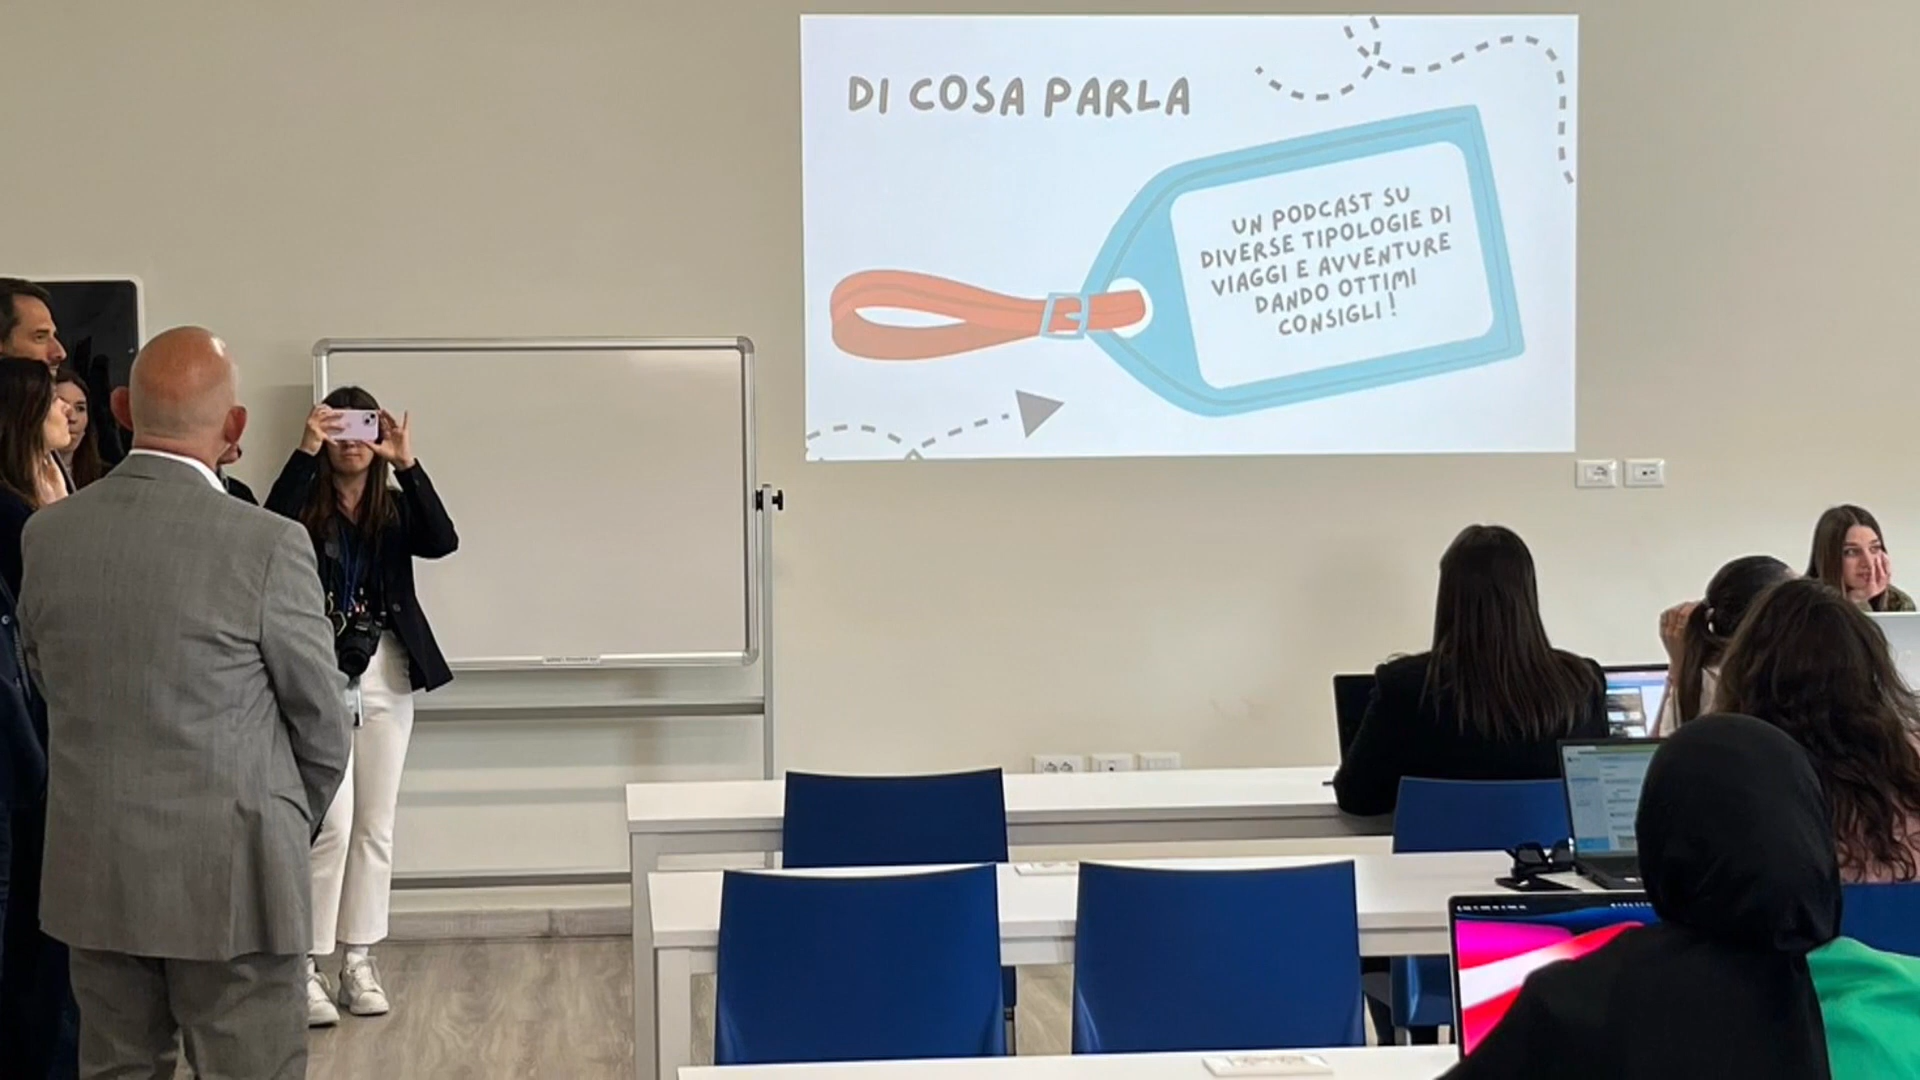 DI COSA PARLA
UN PODCAST SU
DIVERSE TIPOLOGIE DI
VIAGGI E AVVENTURE
DANDO OTTIMI
CONSIGLI!